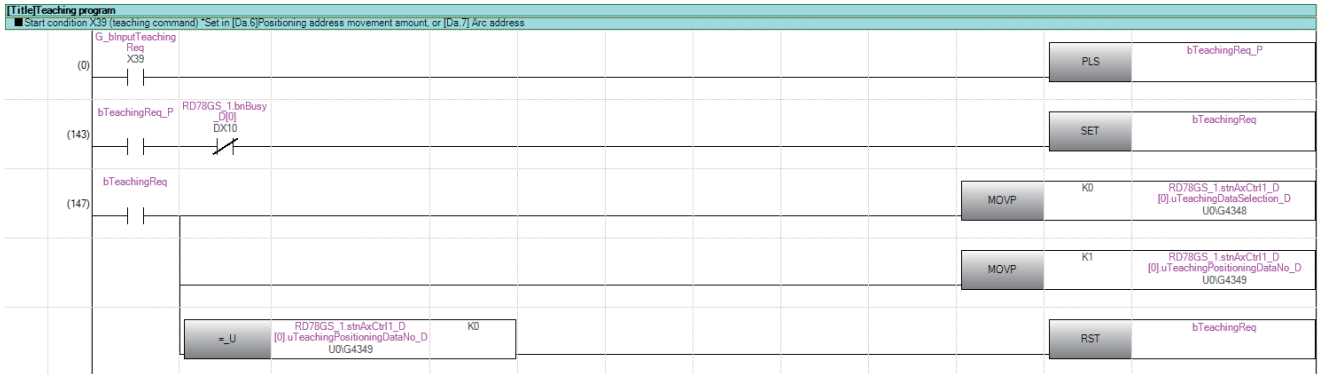 [Title]Teaching program
■Start condition X39 (teaching command) *Set in [Da.6]Positioning address movement amount, or [Da.7] Arc address
G_bInputTeaching
Req
X39
(0)
PLS
bTeachingReq_P
bTeachingReq_P
RD78GS_1.bnBusy
_D[0]
DX10
(143)
SET
bTeachingReq
bTeachingReq
(147)
MOVP
K0
RD78GS_1.stnAxCtrl1_D
[0].uTeachingDataSelection_D
U0\G4348
MOVP
K1
RD78GS_1.stnAxCtrl1_D
[0].uTeachingPositioningDataNo_D
U0\G4349
=_U
RD78GS_1.stnAxCtrl1_D
[0].uTeachingPositioningDataNo_D
U0\G4349
K0
RST
bTeachingReq